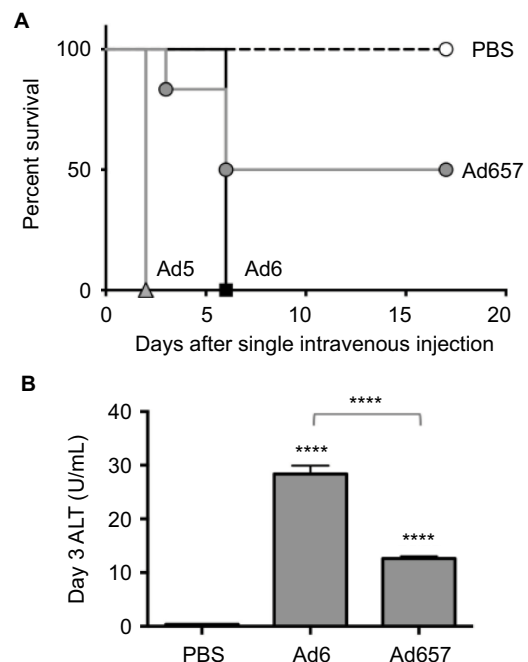 A
Percent survival
100
50
0
PBS
Ad657
Ad5
Ad6
0 5 10 15 20
Days after single intravenous injection
B
Day 3 ALT (U/mL)
40
30
20
10
0
****
****
****
PBS Ad6 Ad657